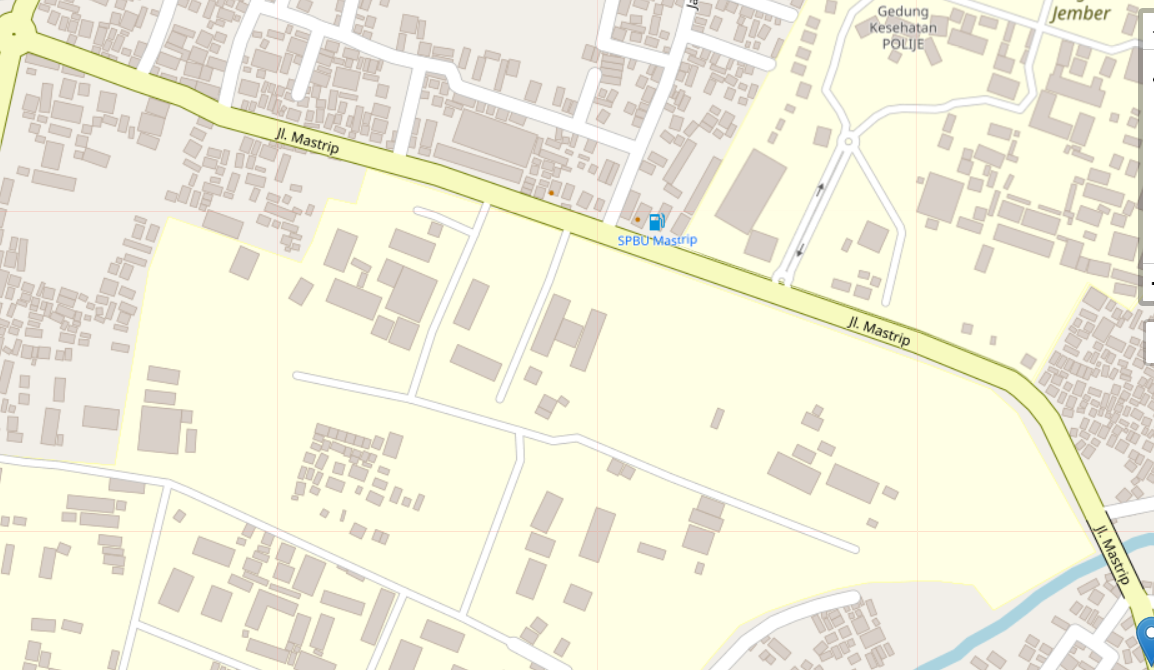 Gedung
Kesehatan
POLIJE
Jember
Jl. Mastrip
SPBU Mastrip
Jl. Mastrip
Jl. Mastrip